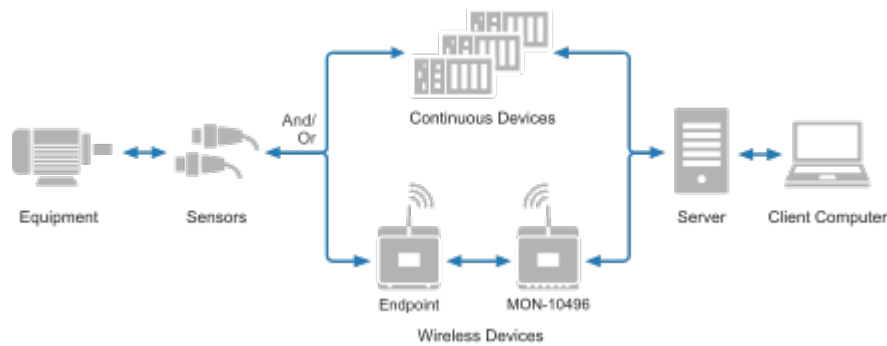 And/
Or
Continuous Devices
Equipment
Sensors
Server
Client Computer
Endpoint
MON-10496
Wireless Devices